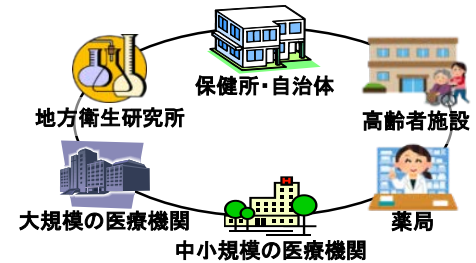 保健所・自治体
地方衛生研究所
高齢者施設
大規模の医療機関
薬局
中小規模の医療機関